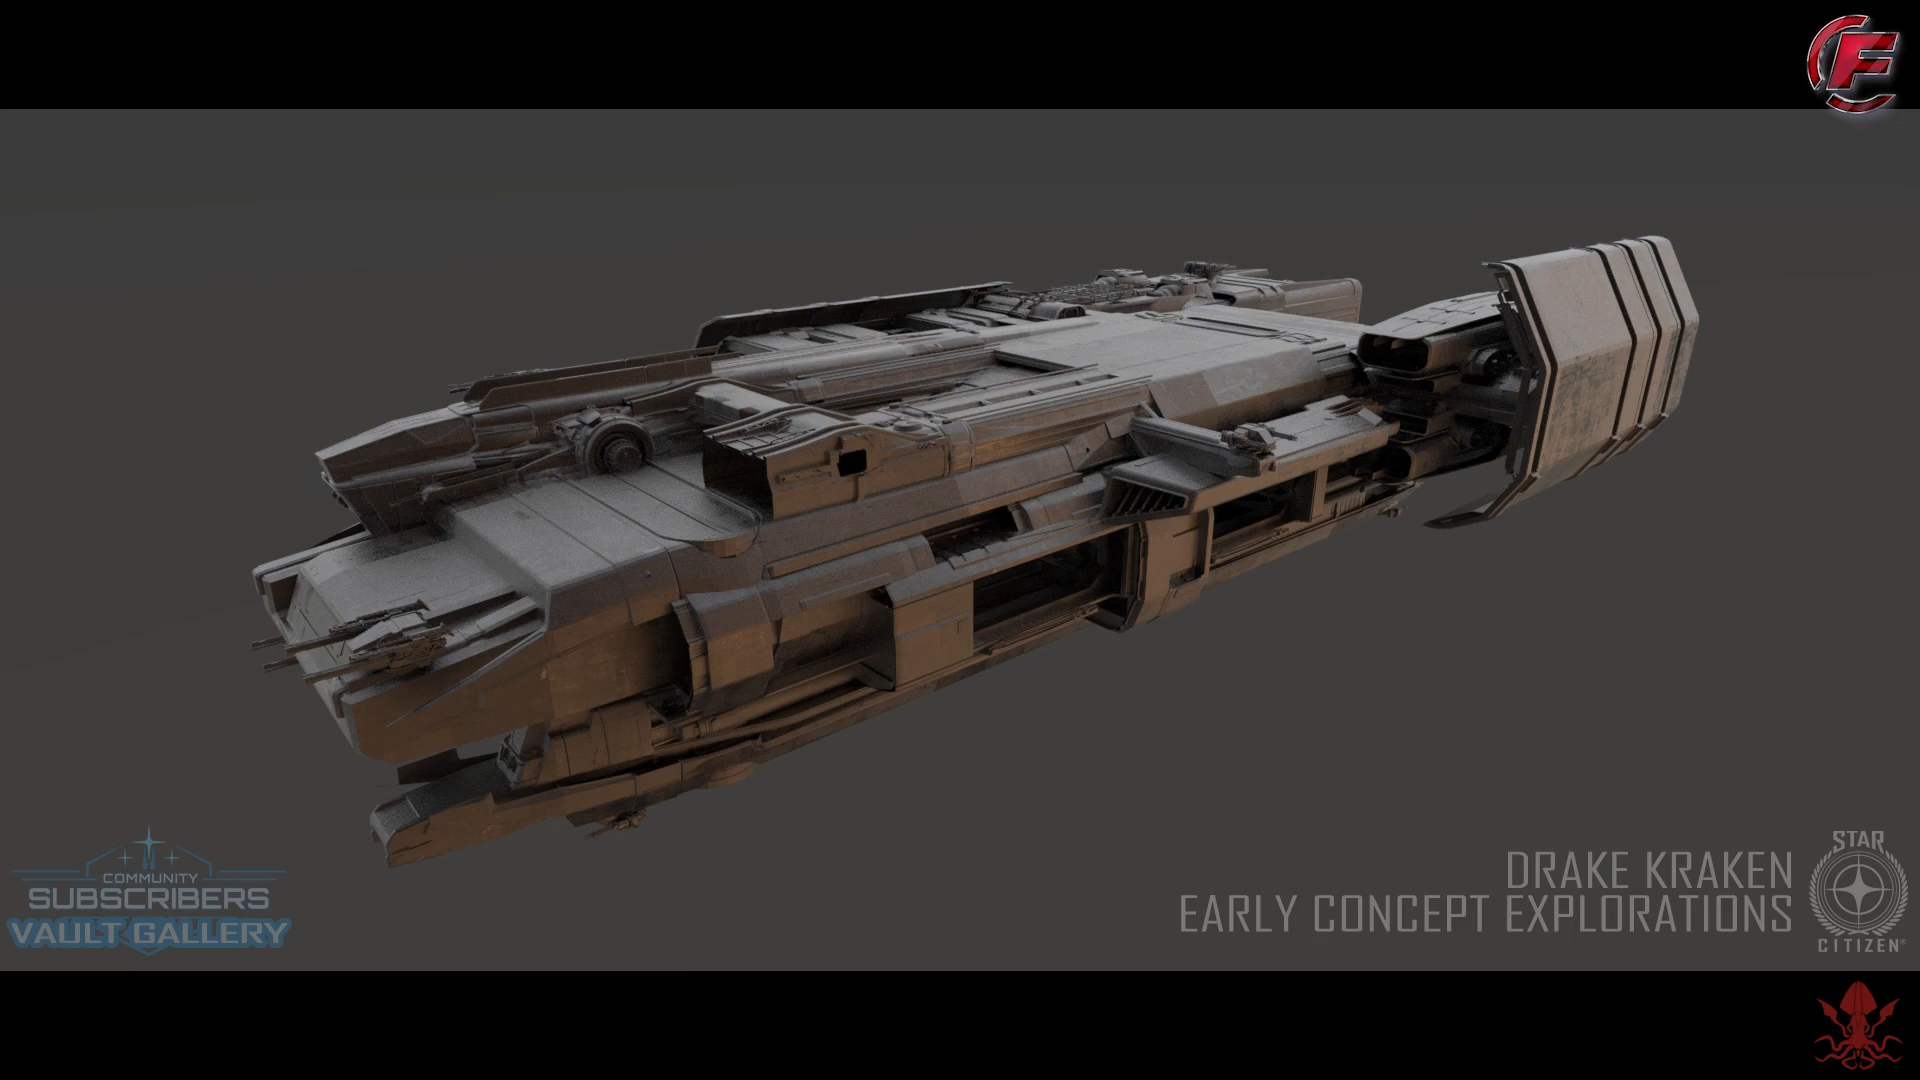 F
COMMUNITY
SUBSCRIBERS
VAULT GALLERY
DRAKE KRAKEN
EARLY CONCEPT EXPLORATIONS
STAR
CITIZEN®